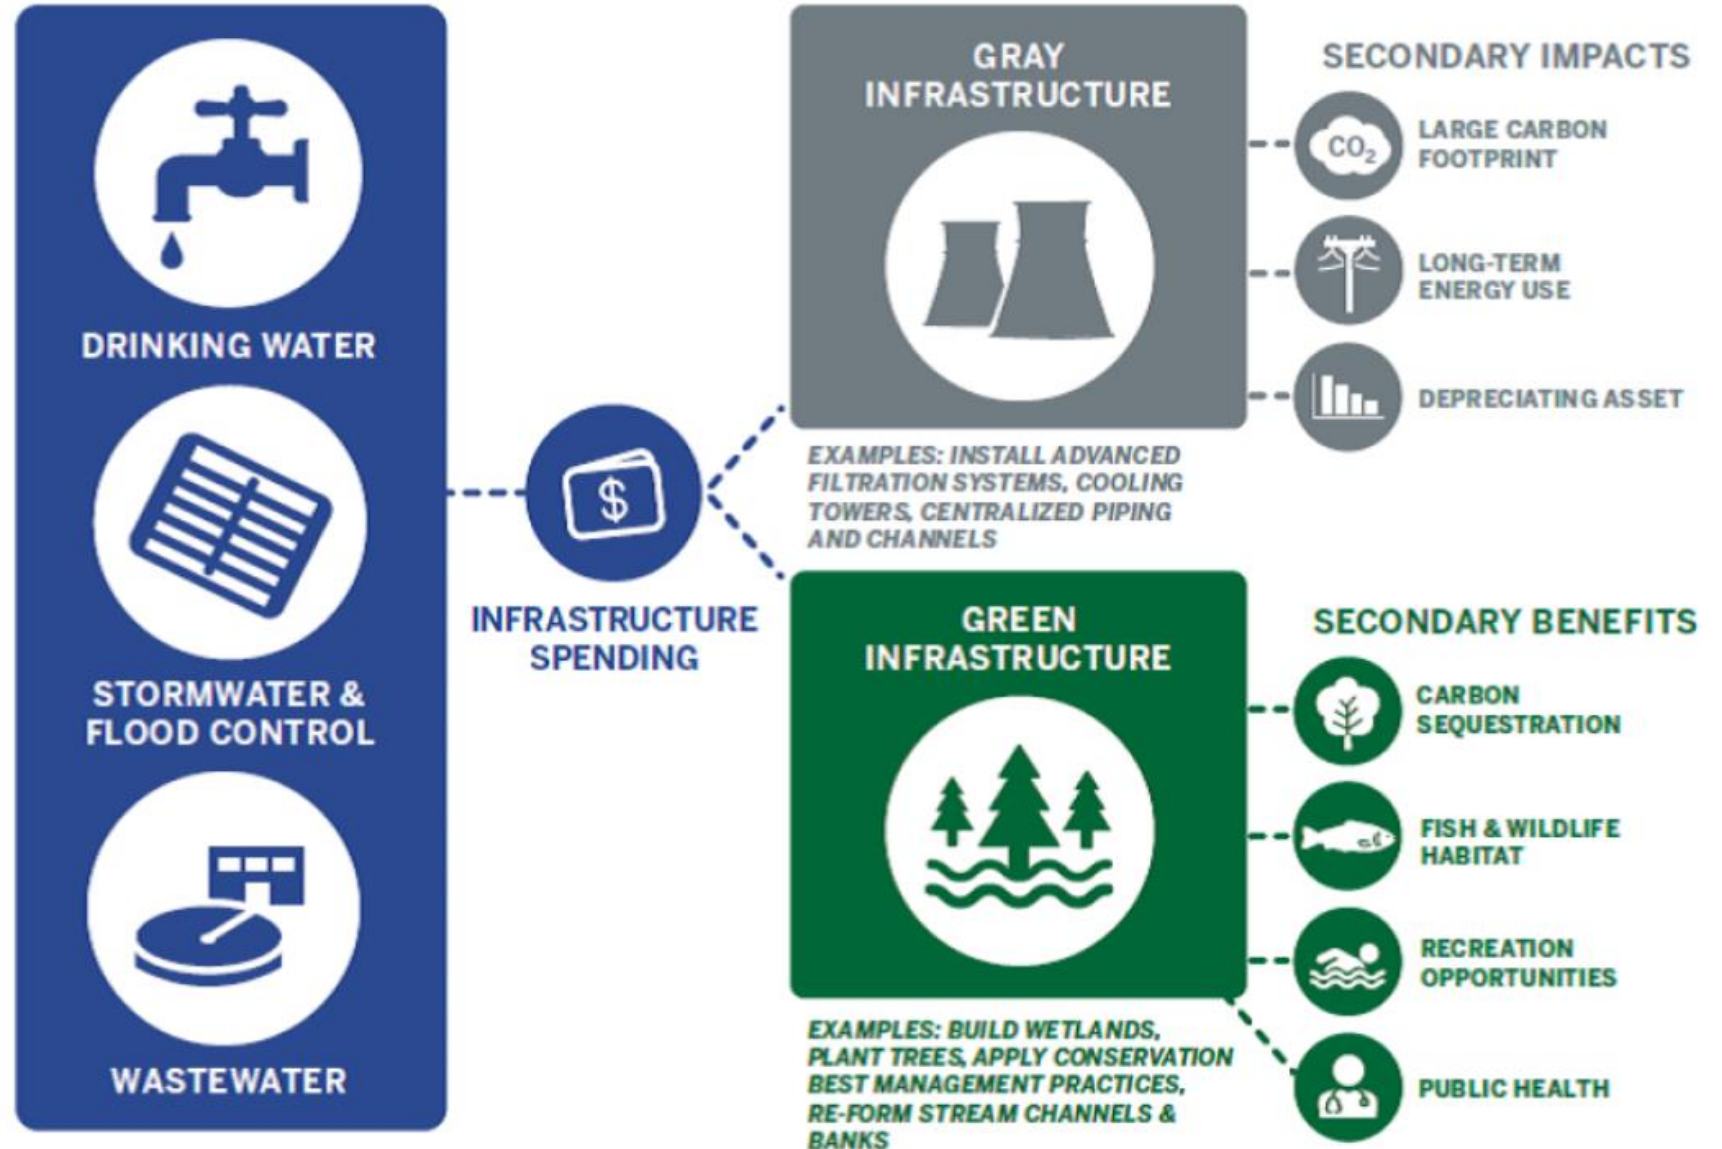 DRINKING WATER
STORMWATER &
FLOOD CONTROL
WASTEWATER
$
INFRASTRUCTURE
SPENDING
GRAY
INFRASTRUCTURE
EXAMPLES: INSTALL ADVANCED
FILTRATION SYSTEMS, COOLING
TOWERS, CENTRALIZED PIPING
AND CHANNELS
SECONDARY IMPACTS
CO₂
LARGE CARBON
FOOTPRINT
LONG-TERM
ENERGY USE
DEPRECIATING ASSET
GREEN
INFRASTRUCTURE
EXAMPLES: BUILD WETLANDS,
PLANT TREES, APPLY CONSERVATION
BEST MANAGEMENT PRACTICES,
RE-FORM STREAM CHANNELS &
BANKS
SECONDARY BENEFITS
CARBON
SEQUESTRATION
FISH & WILDLIFE
HABITAT
RECREATION
OPPORTUNITIES
PUBLIC HEALTH